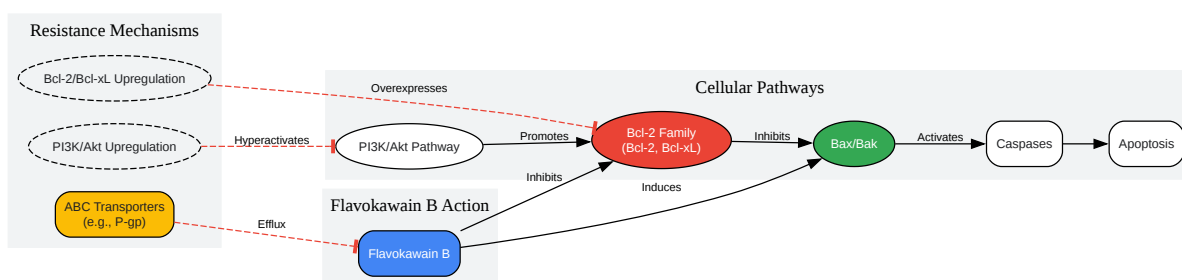 Resistance Mechanisms
Bcl-2/Bcl-xL Upregulation
Overexpresses
Cellular Pathways
PI3K/Akt Upregulation
Hyperactivates
PI3K/Akt Pathway
Promotes
Bcl-2 Family
(Bcl-2, Bcl-xL)
Inhibits
Bax/Bak
Activates
Caspases
Apoptosis
Inhibits
Induces
ABC Transporters
(e.g., P-gp)
Efflux
Flavokawain B Action
Flavokawain B